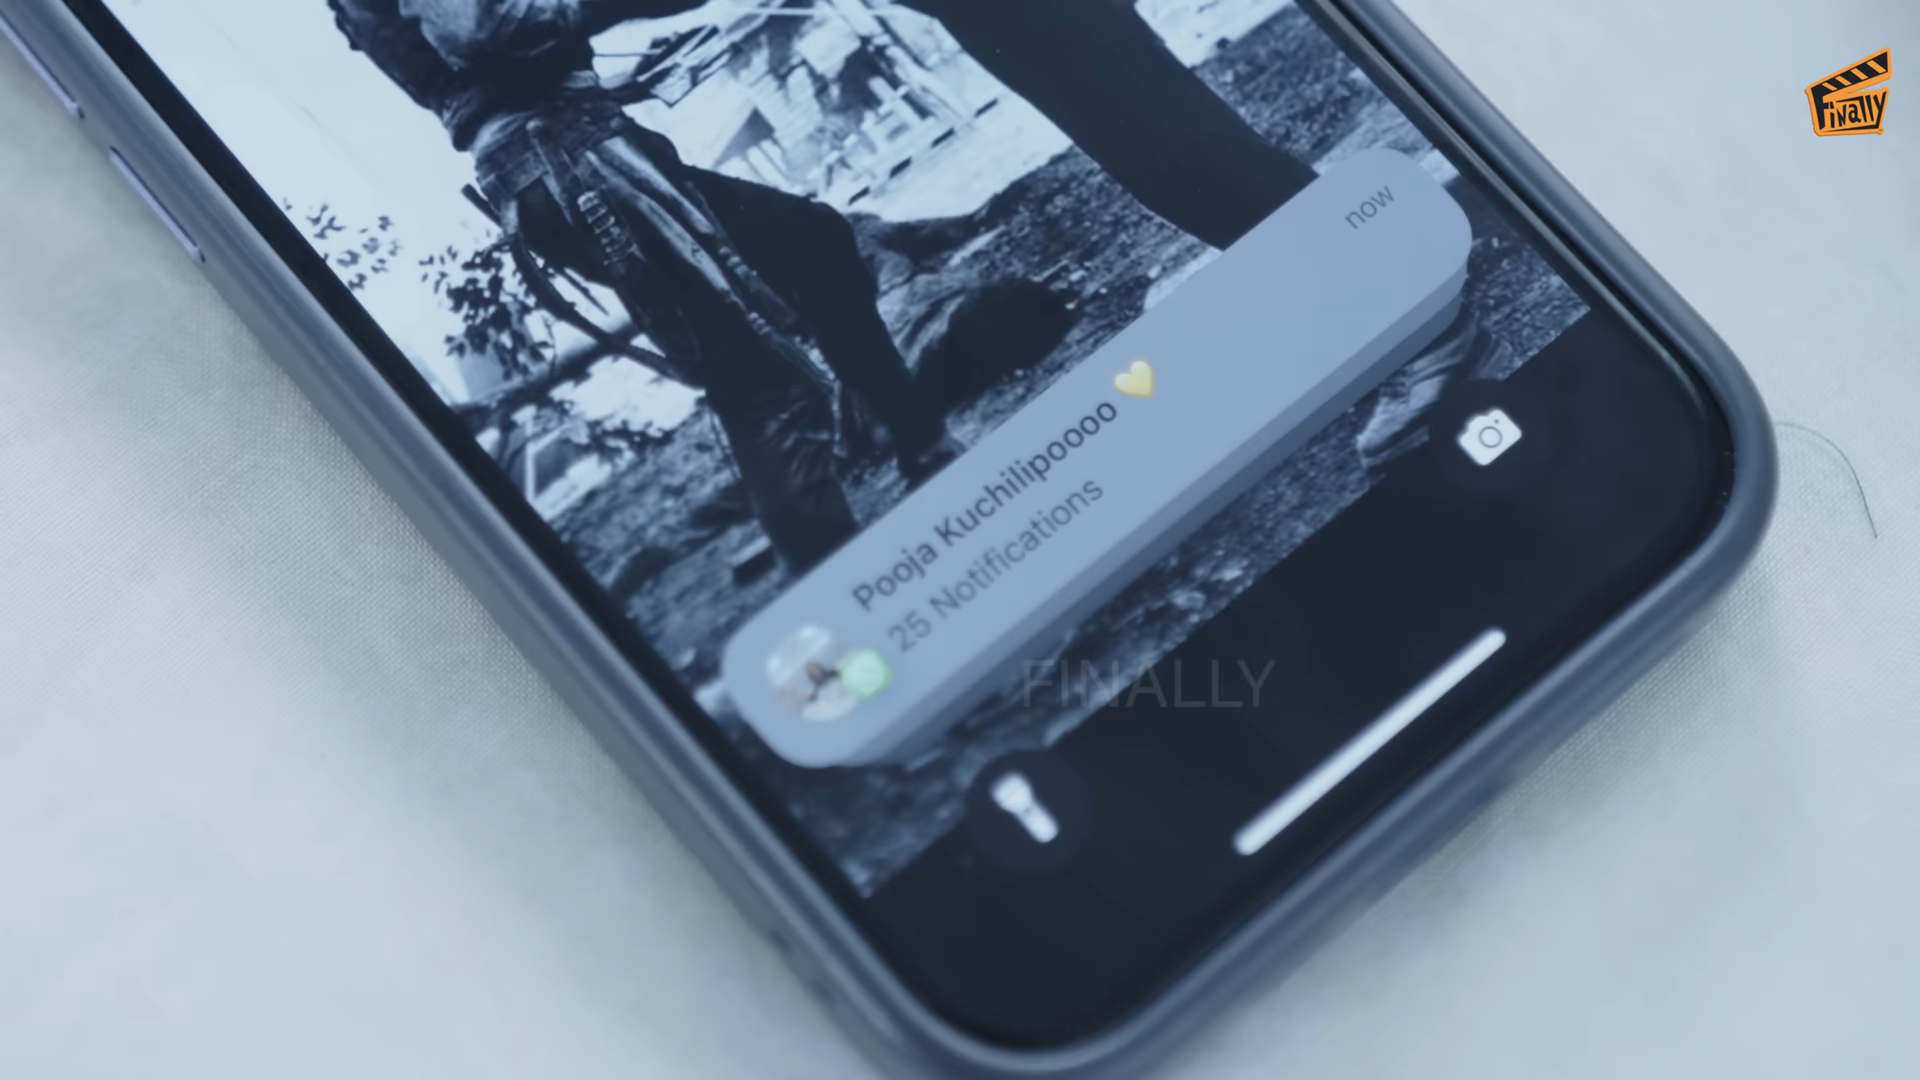 Finally
now
Pooja Kuchilipoooo 💛
25 Notifications
FINALLY